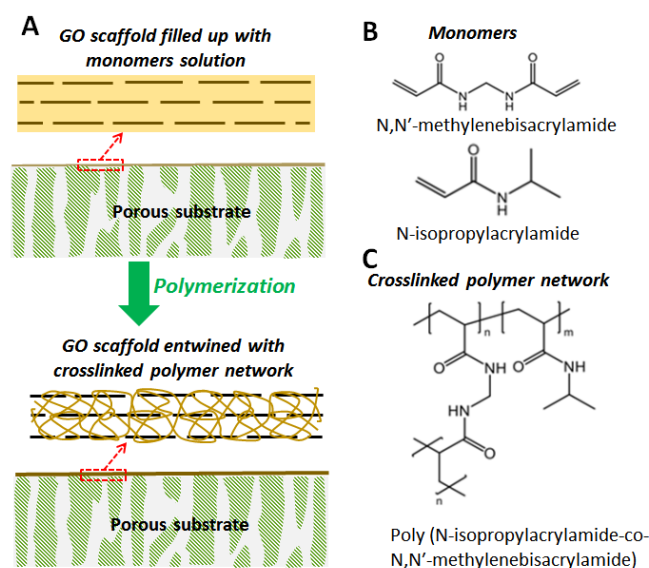 A
GO scaffold filled up with
monomers solution
Porous substrate
Polymerization
GO scaffold entwined with
crosslinked polymer network
Porous substrate
B
Monomers
O
O
N
H
N
H
N,N′-methylenebisacrylamide
O
N
H
N-isopropylacrylamide
C
Crosslinked polymer network
n
m
O
NH
O
NH
HN
O
n
Poly (N-isopropylacrylamide-co-
N,N′-methylenebisacrylamide)